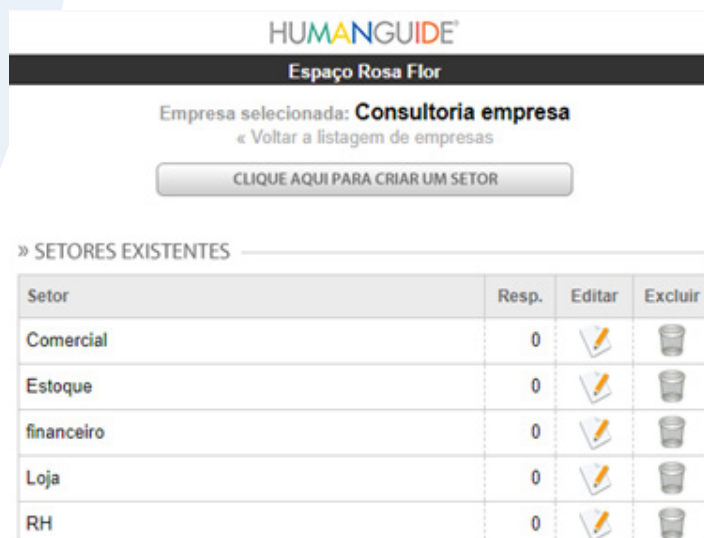 HUMANGUIDE®
Espaço Rosa Flor
Empresa selecionada: Consultoria empresa
« Voltar a listagem de empresas
CLIQUE AQUI PARA CRIAR UM SETOR
» SETORES EXISTENTES
Setor Resp. Editar Excluir
Comercial 0
Estoque 0
financeiro 0
Loja 0
RH 0